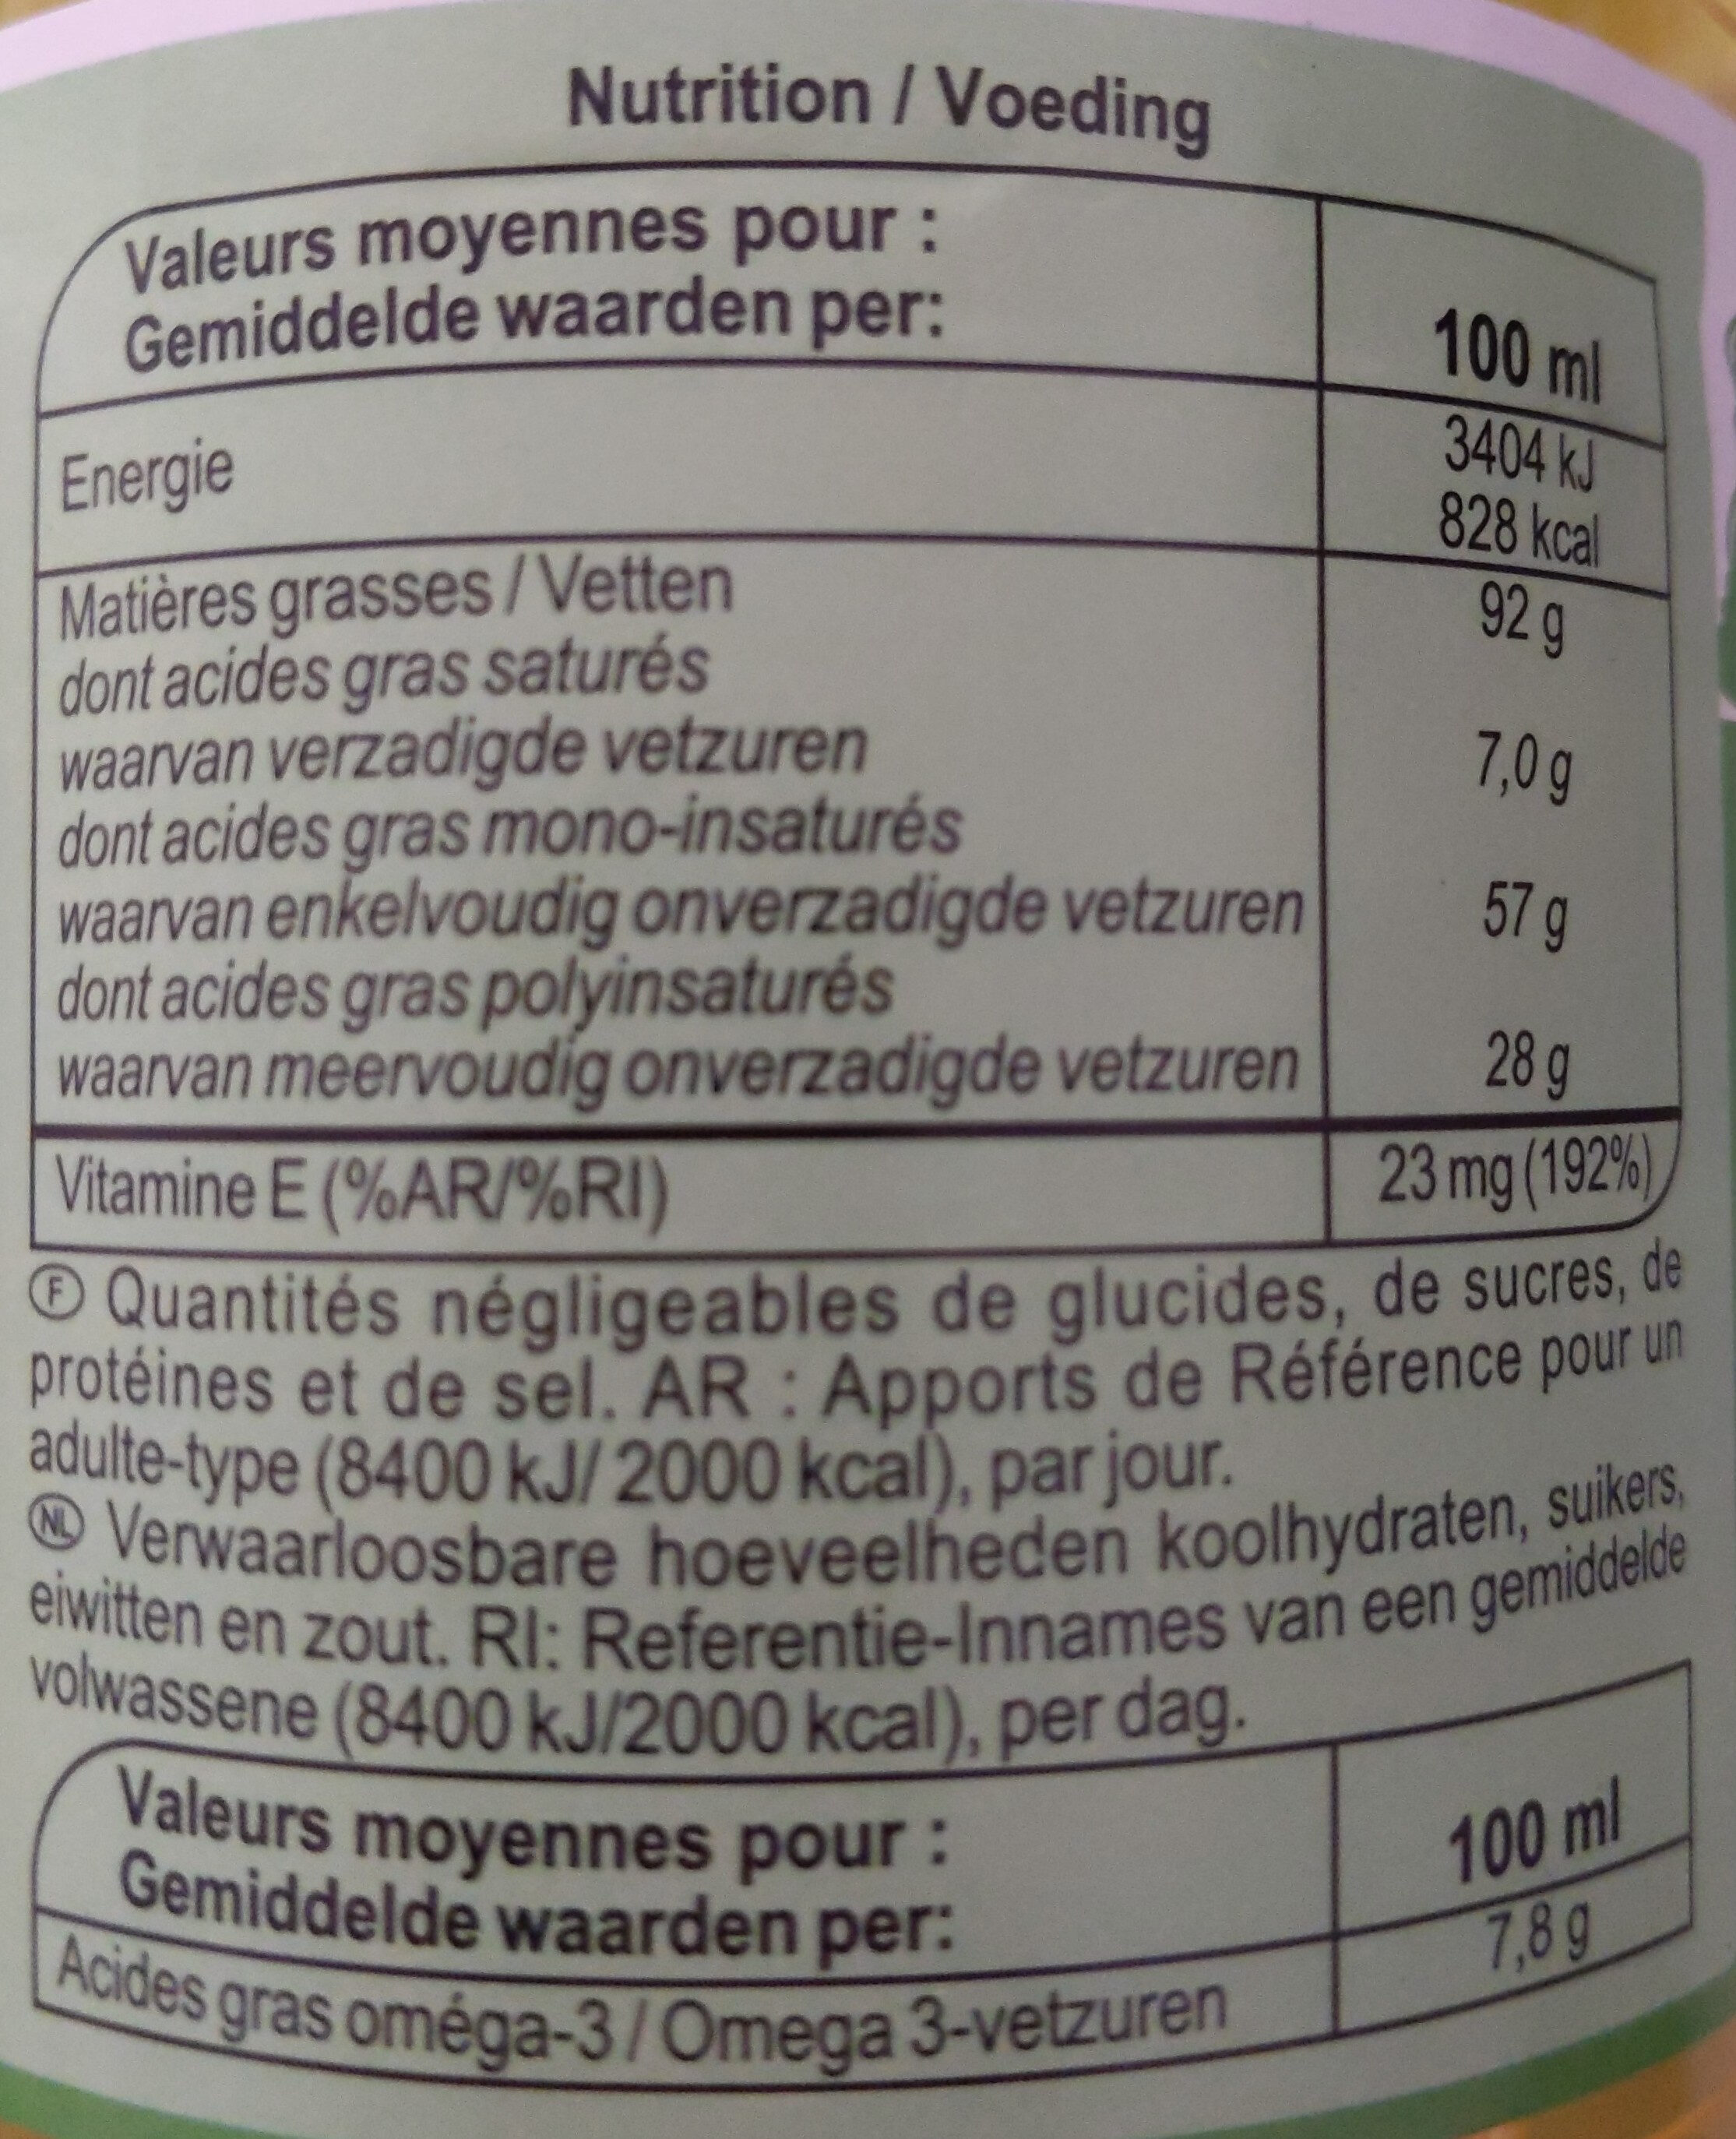 Nutrition / Voeding
Valeurs moyennes pour :
Gemiddelde waarden per:
100 ml
Energie
3404 kJ
828 kcal
Matières grasses / Vetten
92 g
dont acides gras saturés
waarvan verzadigde vetzuren
7,0 g
dont acides gras mono-insaturés
waarvan enkelvoudig onverzadigde vetzuren
57 g
dont acides gras polyinsaturés
waarvan meervoudig onverzadigde vetzuren
28 g
Vitamine E (%AR/%RI)
23 mg (192%)
Ⓕ Quantités négligeables de glucides, de sucres, de
protéines et de sel. AR : Apports de Référence pour un
adulte-type (8400 kJ/ 2000 kcal), par jour.
NL Verwaarloosbare hoeveelheden koolhydraten, suikers,
eiwitten en zout. RI: Referentie-Innames van een gemiddelde
volwassene (8400 kJ/2000 kcal), per dag.
Valeurs moyennes pour :
Gemiddelde waarden per:
100 ml
Acides gras oméga-3 / Omega 3-vetzuren
7,8 g